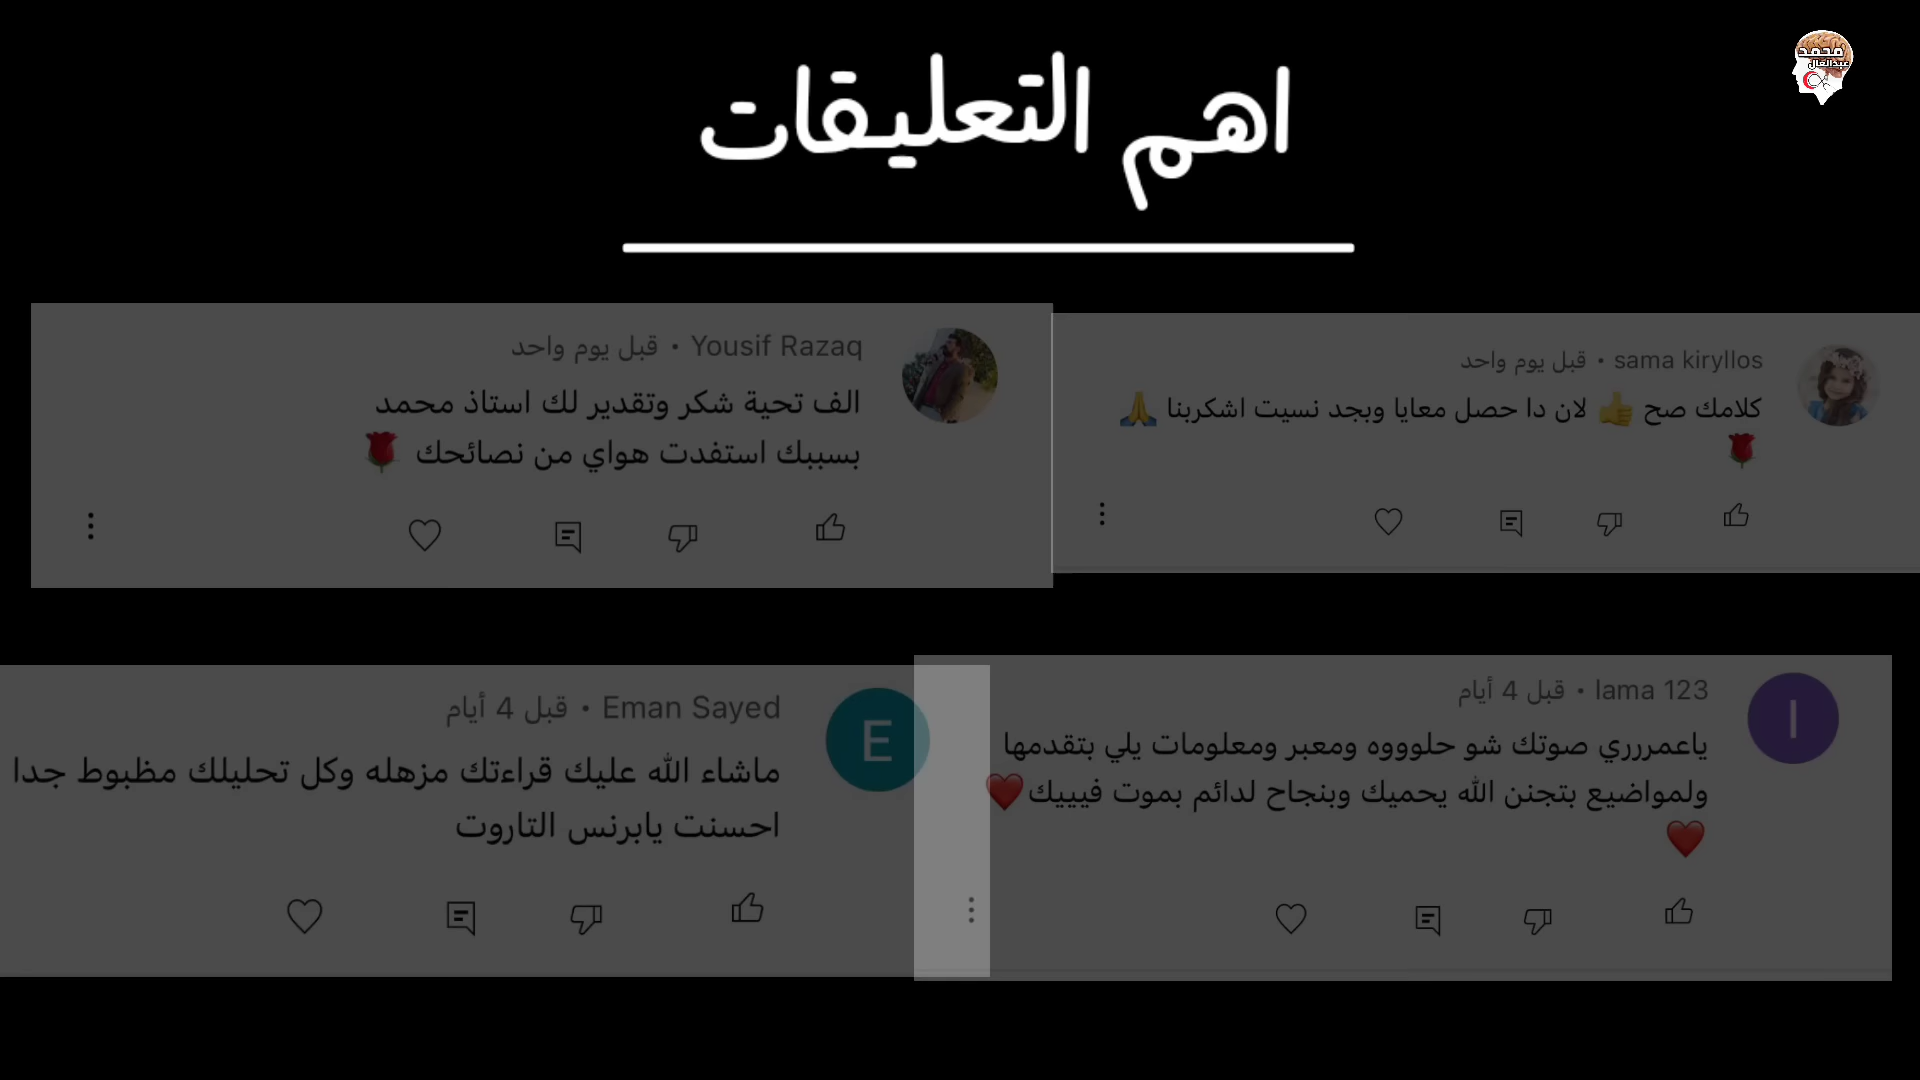 اهم التعليقات
محمد
عبدالعال
sama kiryllos • قبل يوم واحد
كلامك صح 👍 لان دا حصل معايا وبجد نسيت اشكربنا 🙏
🌹
Yousif Razaq • قبل يوم واحد
الف تحية شكر وتقدير لك استاذ محمد
بسببك استفدت هواي من نصائحك 🌹
lama 123 • قبل 4 أيام
ياعمرررري صوتك شو حلوووه ومعبر ومعلومات يلي بتقدمها
ولمواضيع بتجنن الله يحميك وبنجاح لدائم بموت فيييك❤️
❤️
l
Eman Sayed • قبل 4 أيام
ماشاء الله عليك قراءتك مزهله وكل تحليلك مظبوط جدا
احسنت يابرنس التاروت
E